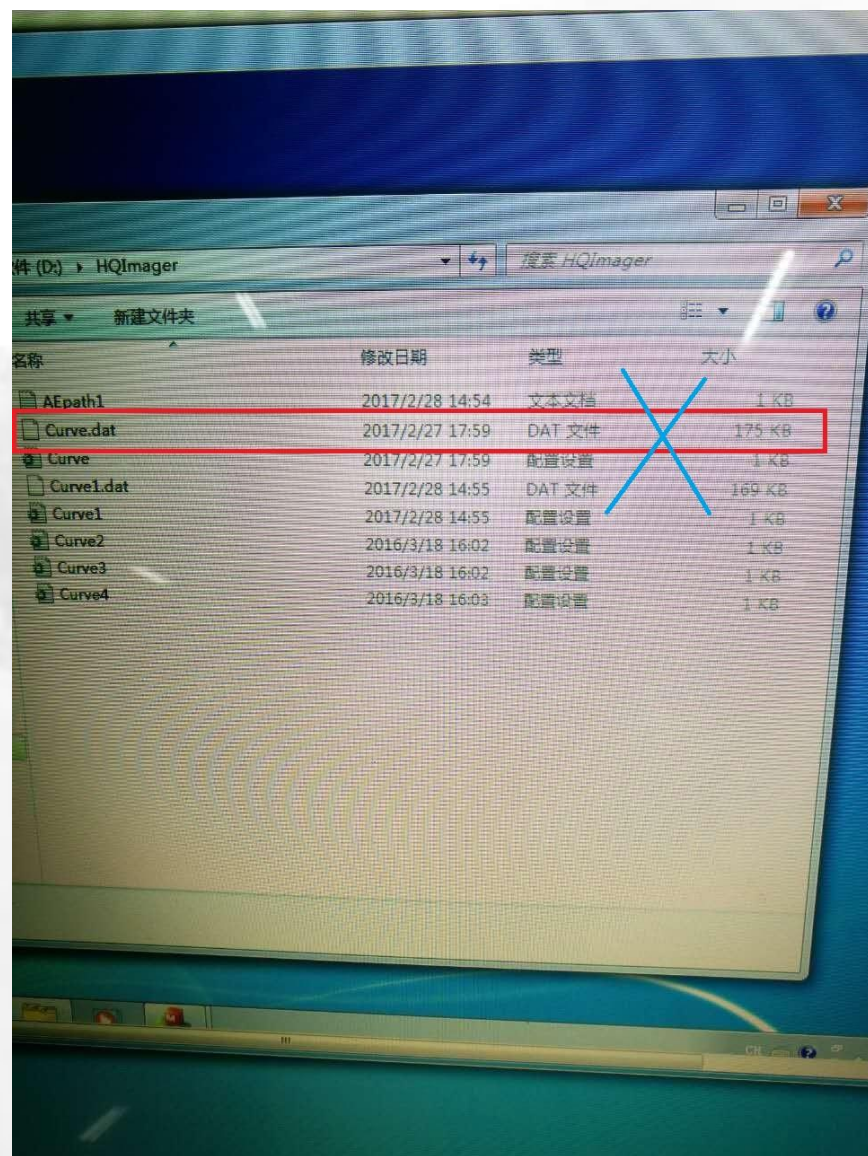 件 (D:) ▸ HQImager 搜索 HQImager
共享 新建文件夹
名称 修改日期 类型 大小
AEpath1 2017/2/28 14:54 文本文档 1 KB
Curve.dat 2017/2/27 17:59 DAT 文件 175 KB
Curve 2017/2/27 17:59 配置设置 1 KB
Curve1.dat 2017/2/28 14:55 DAT 文件 169 KB
Curve1 2017/2/28 14:55 配置设置 1 KB
Curve2 2016/3/18 16:02 配置设置 1 KB
Curve3 2016/3/18 16:02 配置设置 1 KB
Curve4 2016/3/18 16:03 配置设置 1 KB
CH